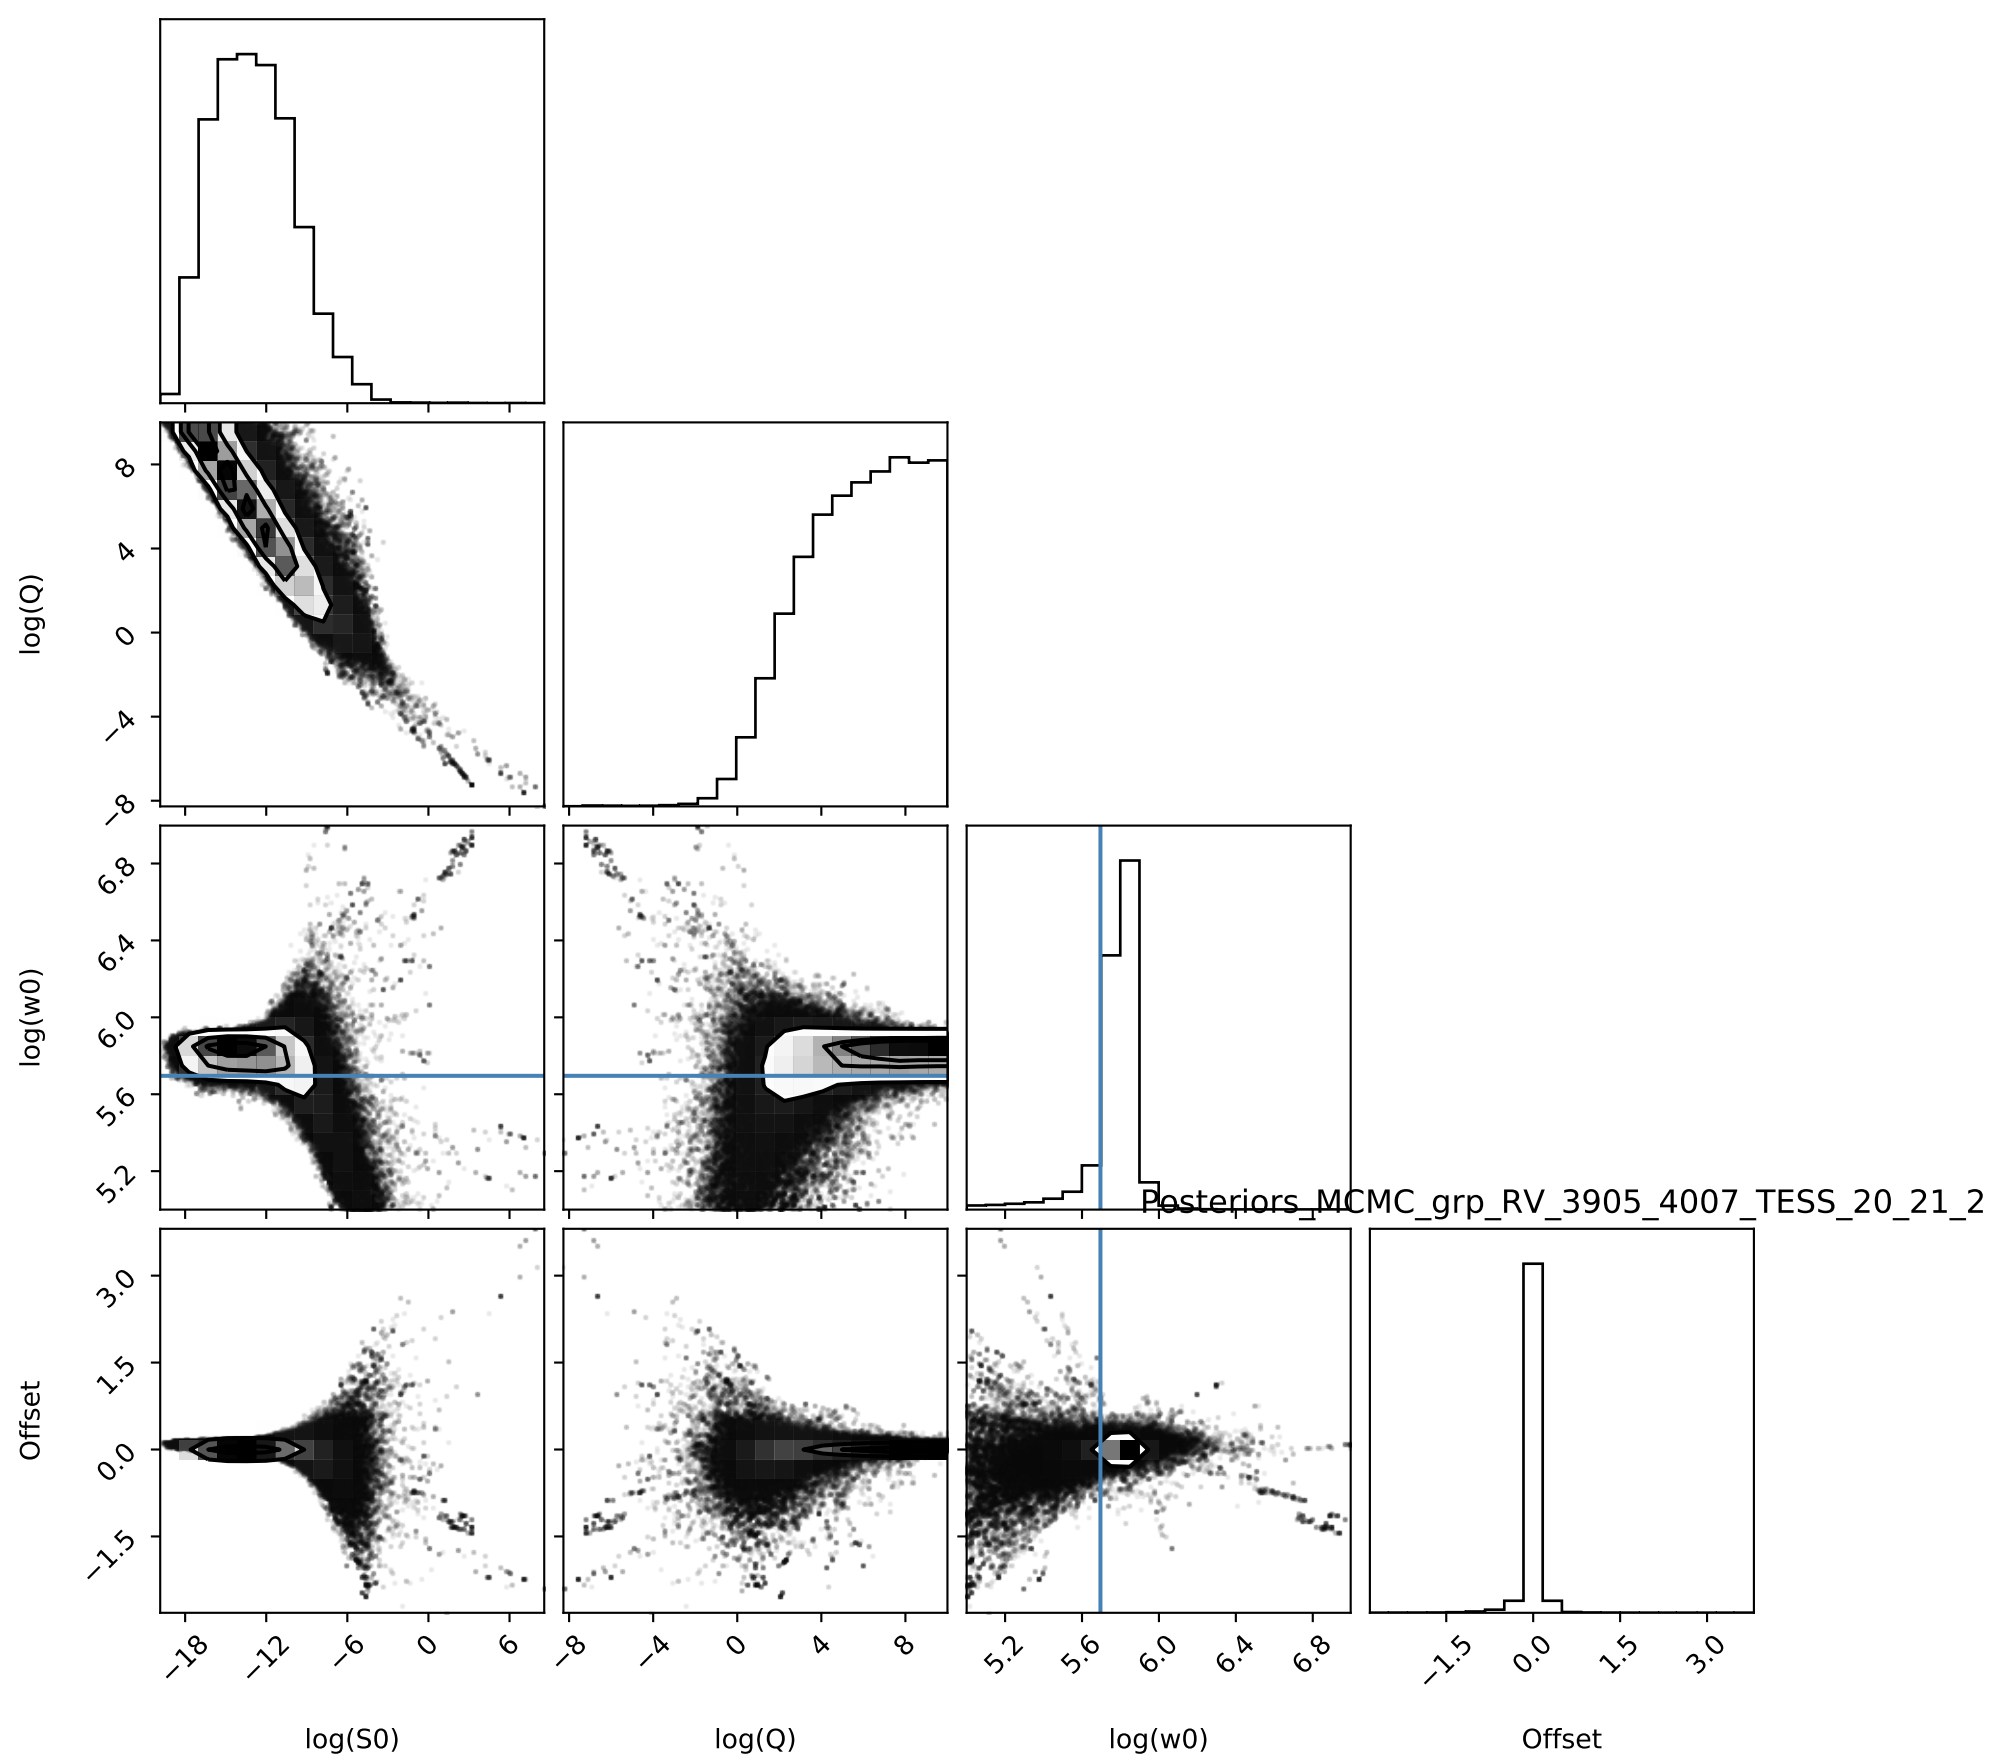 8
4
0
−4
−8
log(Q)
6.8
6.4
6.0
5.6
5.2
log(w0)
Posteriors_MCMC_grp_RV_3905_4007_TESS_20_21_2
3.0
1.5
0.0
−1.5
Offset
−18 −12 −6 0 6 −8 −4 0 4 8 5.2 5.6 6.0 6.4 6.8 −1.5 0.0 1.5 3.0
log(S0) log(Q) log(w0) Offset